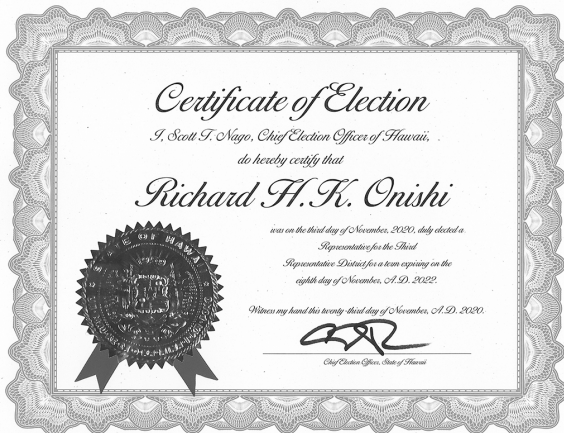 Certificate of Election
I, Scott T. Nago, Chief Election Officer of Hawaii,
do hereby certify that
Richard H.K. Onishi
was on the third day of November, 2020, duly elected a
Representative for the Third
Representative District for a term expiring on the
eighth day of November, A.D. 2022.
Witness my hand this twenty-third day of November, A.D. 2020.
Chief Election Officer, State of Hawaii
STATE OF HAWAII